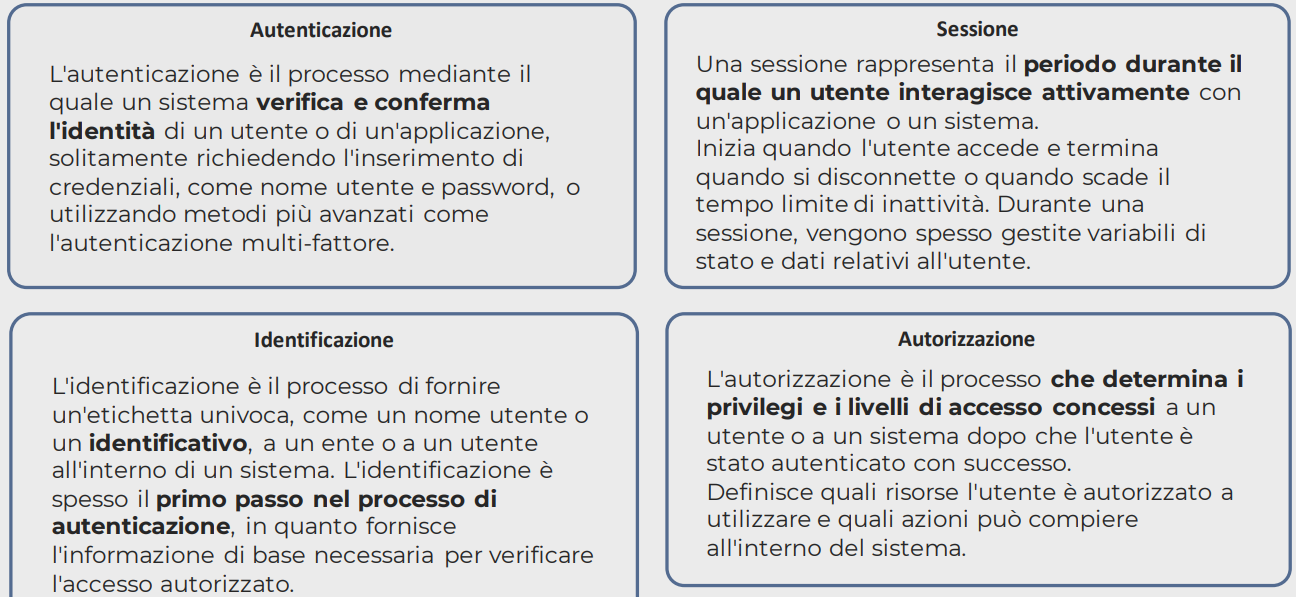 Autenticazione
L'autenticazione è il processo mediante il
quale un sistema verifica e conferma
l'identità di un utente o di un'applicazione,
solitamente richiedendo l'inserimento di
credenziali, come nome utente e password, o
utilizzando metodi più avanzati come
l'autenticazione multi-fattore.
Sessione
Una sessione rappresenta il periodo durante il
quale un utente interagisce attivamente con
un'applicazione o un sistema.
Inizia quando l'utente accede e termina
quando si disconnette o quando scade il
tempo limite di inattività. Durante una
sessione, vengono spesso gestite variabili di
stato e dati relativi all'utente.
Identificazione
L'identificazione è il processo di fornire
un'etichetta univoca, come un nome utente o
un identificativo, a un ente o a un utente
all'interno di un sistema. L'identificazione è
spesso il primo passo nel processo di
autenticazione, in quanto fornisce
l'informazione di base necessaria per verificare
l'accesso autorizzato.
Autorizzazione
L'autorizzazione è il processo che determina i
privilegi e i livelli di accesso concessi a un
utente o a un sistema dopo che l'utente è
stato autenticato con successo.
Definisce quali risorse l'utente è autorizzato a
utilizzare e quali azioni può compiere
all'interno del sistema.